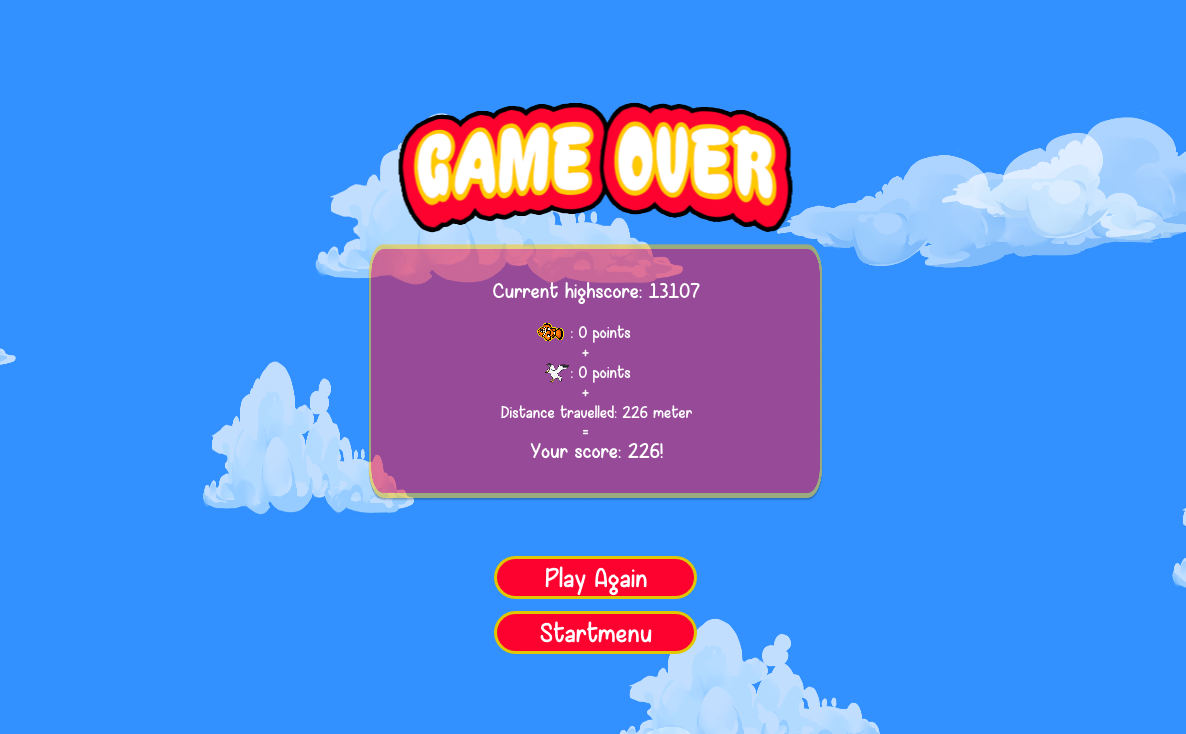 GAME OVER
Current highscore: 13107
: 0 points
+
: 0 points
+
Distance travelled: 226 meter
=
Your score: 226!
Play Again
Startmenu